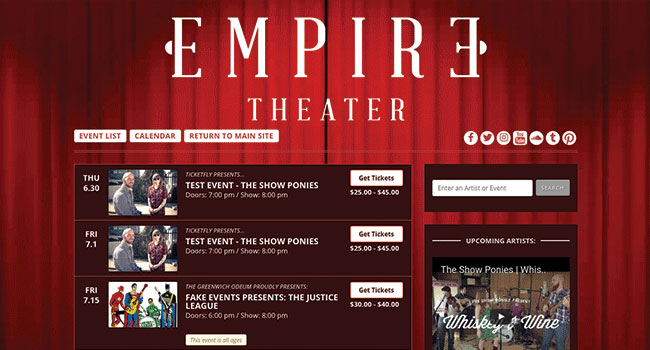 EMPIRE
THEATER
EVENT LIST CALENDAR RETURN TO MAIN SITE
You Tube
THU
6.30
TICKETFLY PRESENTS...
TEST EVENT - THE SHOW PONIES
Doors: 7:00 pm / Show: 8:00 pm
Get Tickets
$25.00 - $45.00
FRI
7.1
TICKETFLY PRESENTS...
TEST EVENT - THE SHOW PONIES
Doors: 7:00 pm / Show: 8:00 pm
Get Tickets
$25.00 - $45.00
FRI
7.15
THE GREENWICH ODEUM PROUDLY PRESENTS:
FAKE EVENTS PRESENTS: THE JUSTICE
LEAGUE
Doors: 6:00 pm / Show: 8:00 pm
This event is all ages
Get Tickets
$30.00 - $40.00
Enter an Artist or Event SEARCH
UPCOMING ARTISTS:
The Show Ponies | Whis...
THE SHOW PONIES
Whiskey & Wine